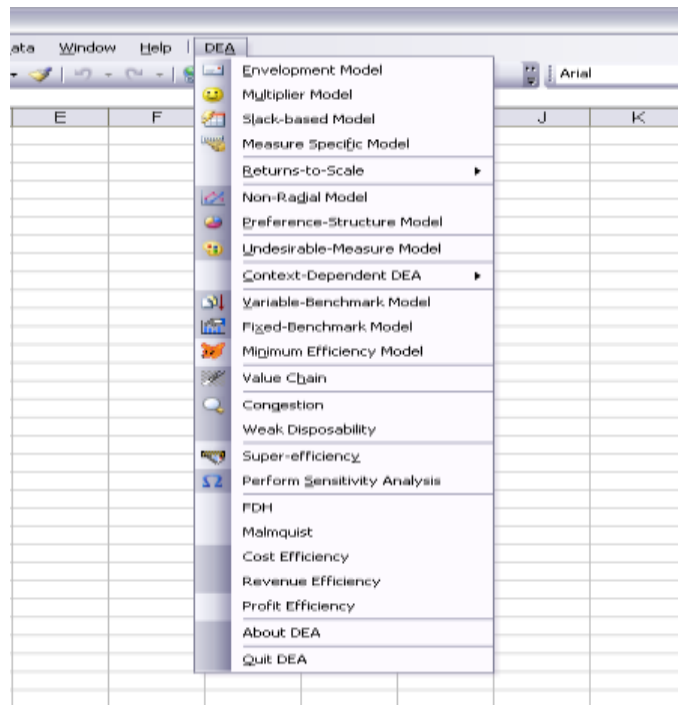 ata Window Help DEA
Arial
E F J K
Envelopment Model
Multiplier Model
Slack-based Model
Measure Specific Model
Returns-to-Scale
Non-Radial Model
Preference-Structure Model
Undesirable-Measure Model
Context-Dependent DEA
Variable-Benchmark Model
Fixed-Benchmark Model
Minimum Efficiency Model
Value Chain
Congestion
Weak Disposability
Super-efficiency
Perform Sensitivity Analysis
FDH
Malmquist
Cost Efficiency
Revenue Efficiency
Profit Efficiency
About DEA
Quit DEA